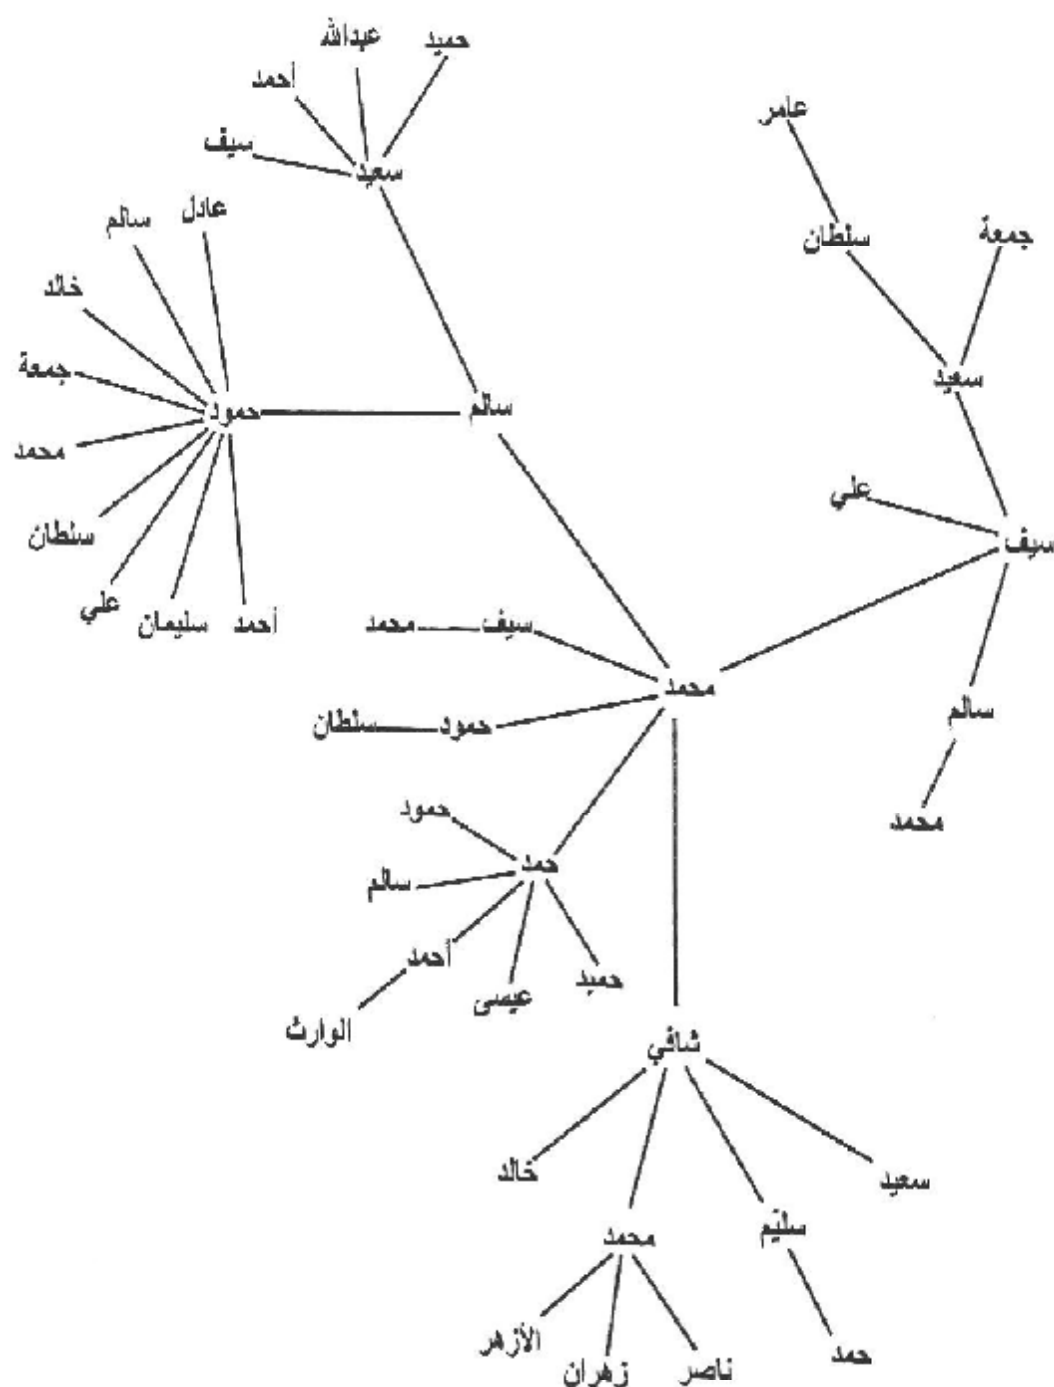 عبدالله
حميد
أحمد
سيف
سعيد
عامر
سلطان
جمعة
عادل
سالم
خالد
جمعة
محمد
حمود
سالم
سعيد
علي
سيف
سلطان
علي
سليمان
أحمد
محمد
سيف
محمد
سالم
محمد
سلطان
حمود
حمود
حمد
سالم
أحمد
حميد
عيسى
الوارث
شافي
خالد
سعيد
سليّم
محمد
الأزهر
زهران
ناصر
حمد